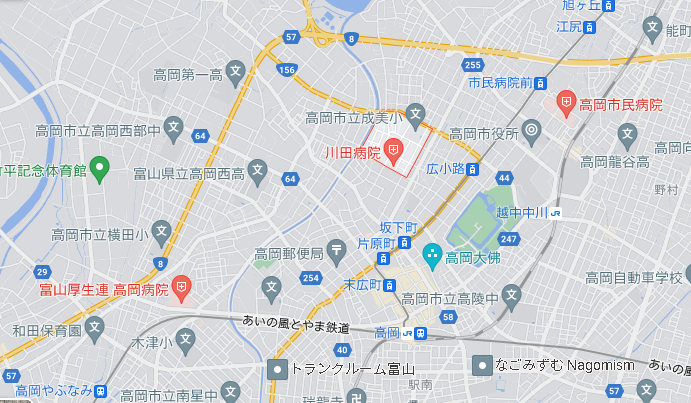 旭ヶ丘
江尻
能町
57
8
高岡第一高
156
255
市民病院前
高岡市民病院
高岡市立成美小
高岡市立高岡西部中
64
高岡市役所
川田病院
高岡龍谷高
高岡向
平記念体育館
富山県立高岡西高
64
広小路
44
野村
越中中川
JR
坂下町
片原町
高岡市立横田小
247
高岡郵便局
高岡大佛
8
29
254
末広町
富山厚生連 高岡病院
高岡市立高陵中
高岡自動車学校
あいの風とやま鉄道
58
和田保育園
木津小
高岡
JR
40
トランクルーム富山
なごみずむ Nagomism
あいの風
57
駅南
高岡やぶなみ
高岡市立南星中
瑞龍寺